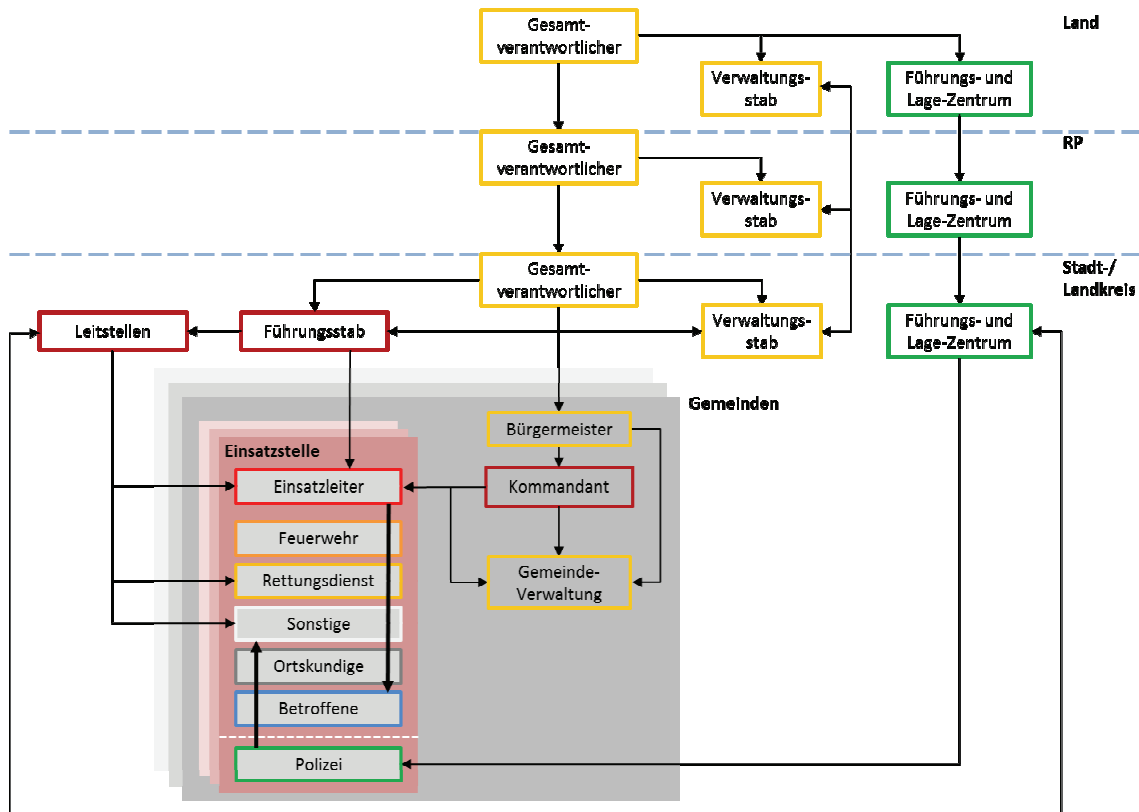 Gesamt-
verantwortlicher
Land
Verwaltungs-
stab
Führungs- und
Lage-Zentrum
Gesamt-
verantwortlicher
RP
Verwaltungs-
stab
Führungs- und
Lage-Zentrum
Gesamt-
verantwortlicher
Stadt-/
Landkreis
Leitstellen
Führungsstab
Verwaltungs-
stab
Führungs- und
Lage-Zentrum
Gemeinden
Bürgermeister
Einsatzstelle
Einsatzleiter
Kommandant
Feuerwehr
Rettungsdienst
Gemeinde-
Verwaltung
Sonstige
Ortskundige
Betroffene
Polizei